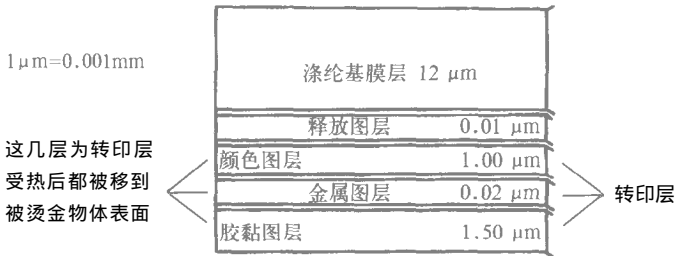 1μm=0.001mm
涤纶基膜层 12 μm
释放图层 0.01 μm
这几层为转印层
受热后都被移到
被烫金物体表面
颜色图层 1.00 μm
金属图层 0.02 μm
胶黏图层 1.50 μm
转印层